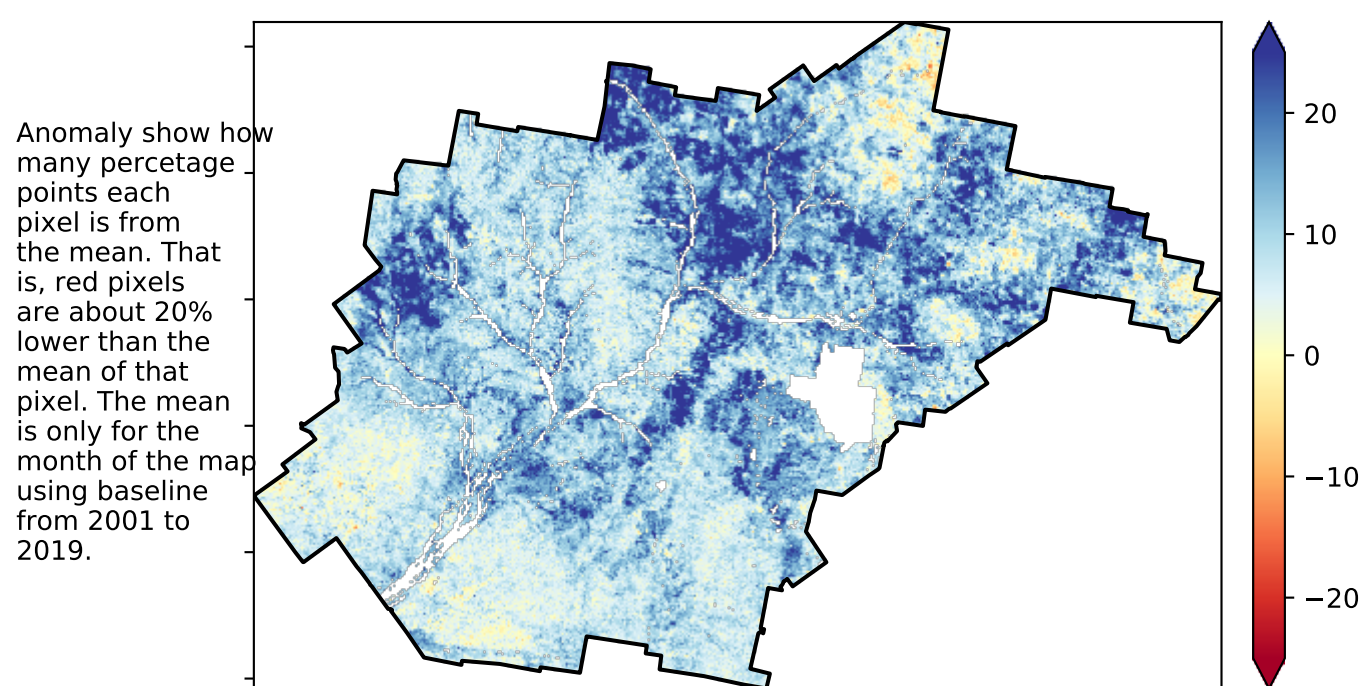 Anomaly show how
many percetage
points each
pixel is from
the mean. That
is, red pixels
are about 20%
lower than the
mean of that
pixel. The mean
is only for the
month of the map
using baseline
from 2001 to
2019.
20
10
0
−10
−20